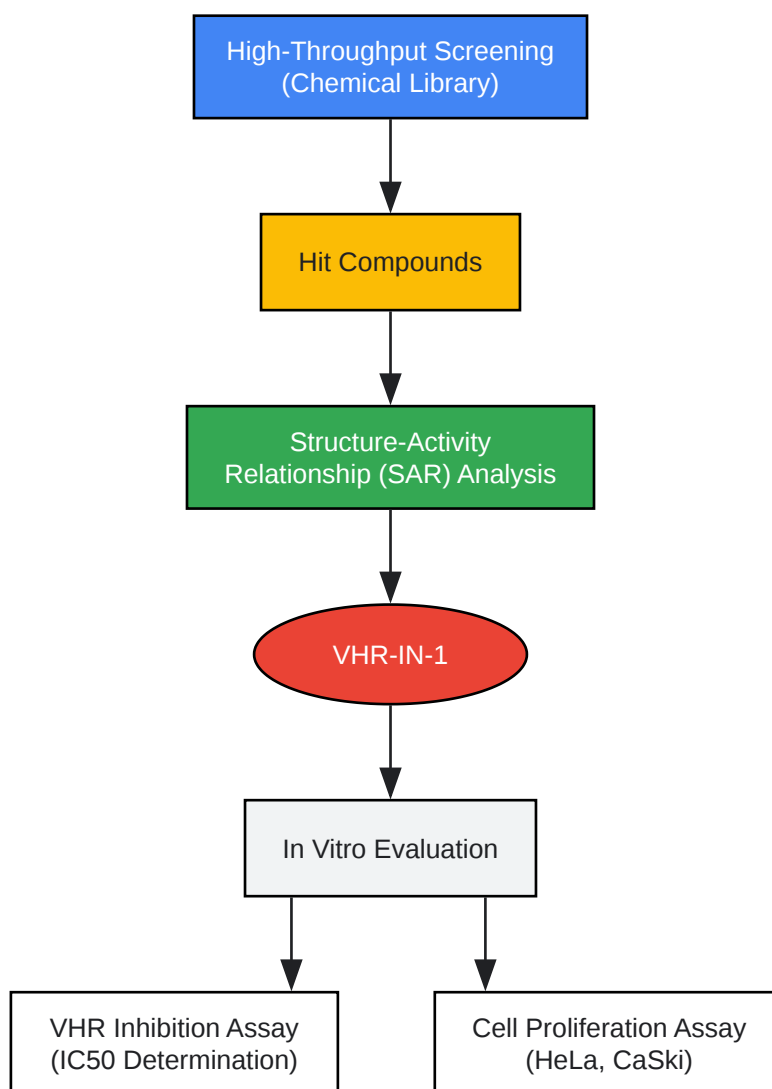 High-Throughput Screening
(Chemical Library)
Hit Compounds
Structure-Activity
Relationship (SAR) Analysis
VHR-IN-1
In Vitro Evaluation
VHR Inhibition Assay
(IC50 Determination)
Cell Proliferation Assay
(HeLa, CaSki)